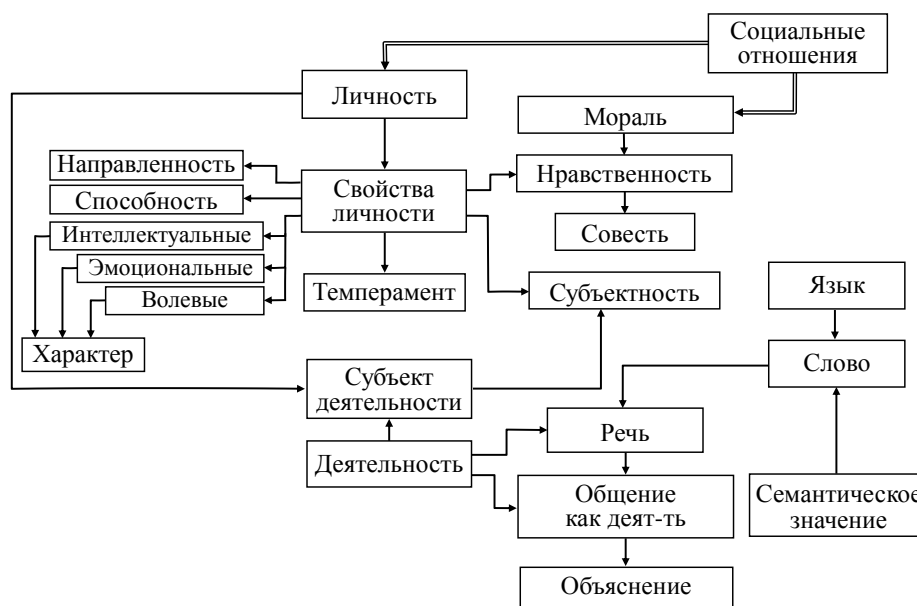 Социальные
отношения
Личность
Мораль
Направленность
Свойства
личности
Нравственность
Способность
Интеллектуальные
Совесть
Эмоциональные
Волевые
Темперамент
Субъектность
Язык
Характер
Субъект
деятельности
Слово
Деятельность
Речь
Общение
как деят-ть
Семантическое
значение
Объяснение